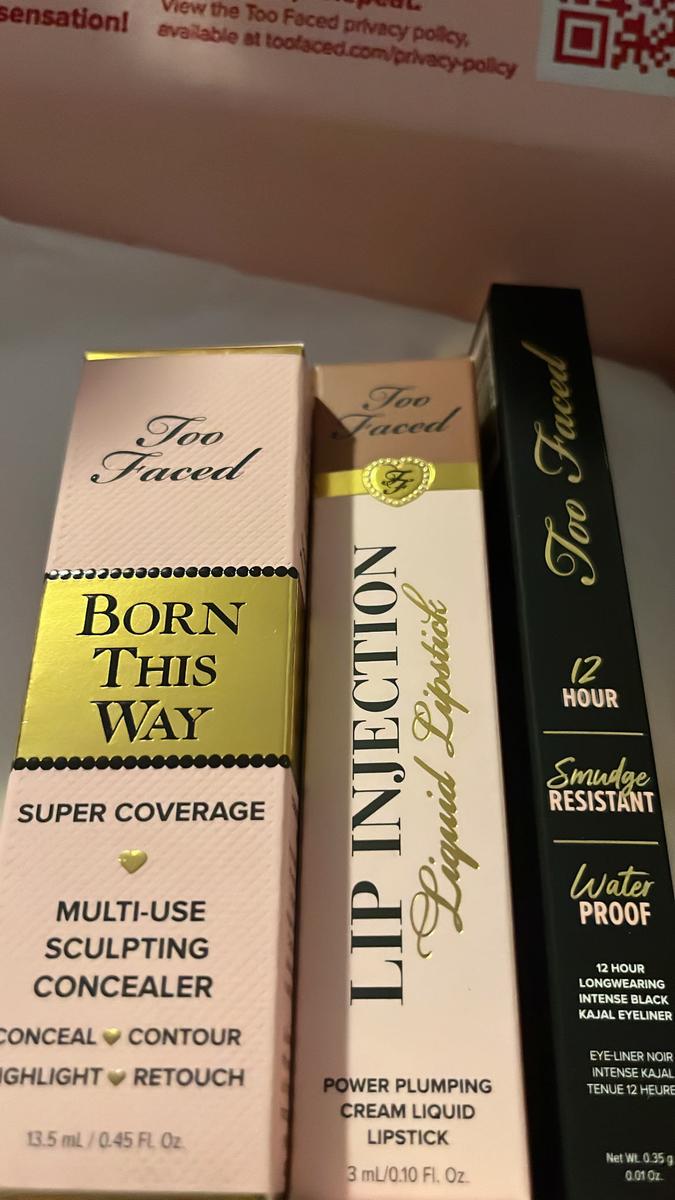 sensation!
View the Too Faced privacy policy,
available at toofaced.com/privacy-policy
Too
Faced
BORN
THIS
WAY
SUPER COVERAGE
MULTI-USE
SCULPTING
CONCEALER
CONCEAL CONTOUR
HIGHLIGHT RETOUCH
13.5 mL / 0.45 Fl. Oz.
Too
Faced
TF
LIP INJECTION
Liquid Lipstick
POWER PLUMPING
CREAM LIQUID
LIPSTICK
3 mL/0.10 Fl. Oz.
Too Faced
12
HOUR
Smudge
RESISTANT
Water
PROOF
12 HOUR
LONGWEARING
INTENSE BLACK
KAJAL EYELINER
EYE-LINER NOIR
INTENSE KAJAL
TENUE 12 HEURE
Net Wt. 0.35 g
0.01 Oz.